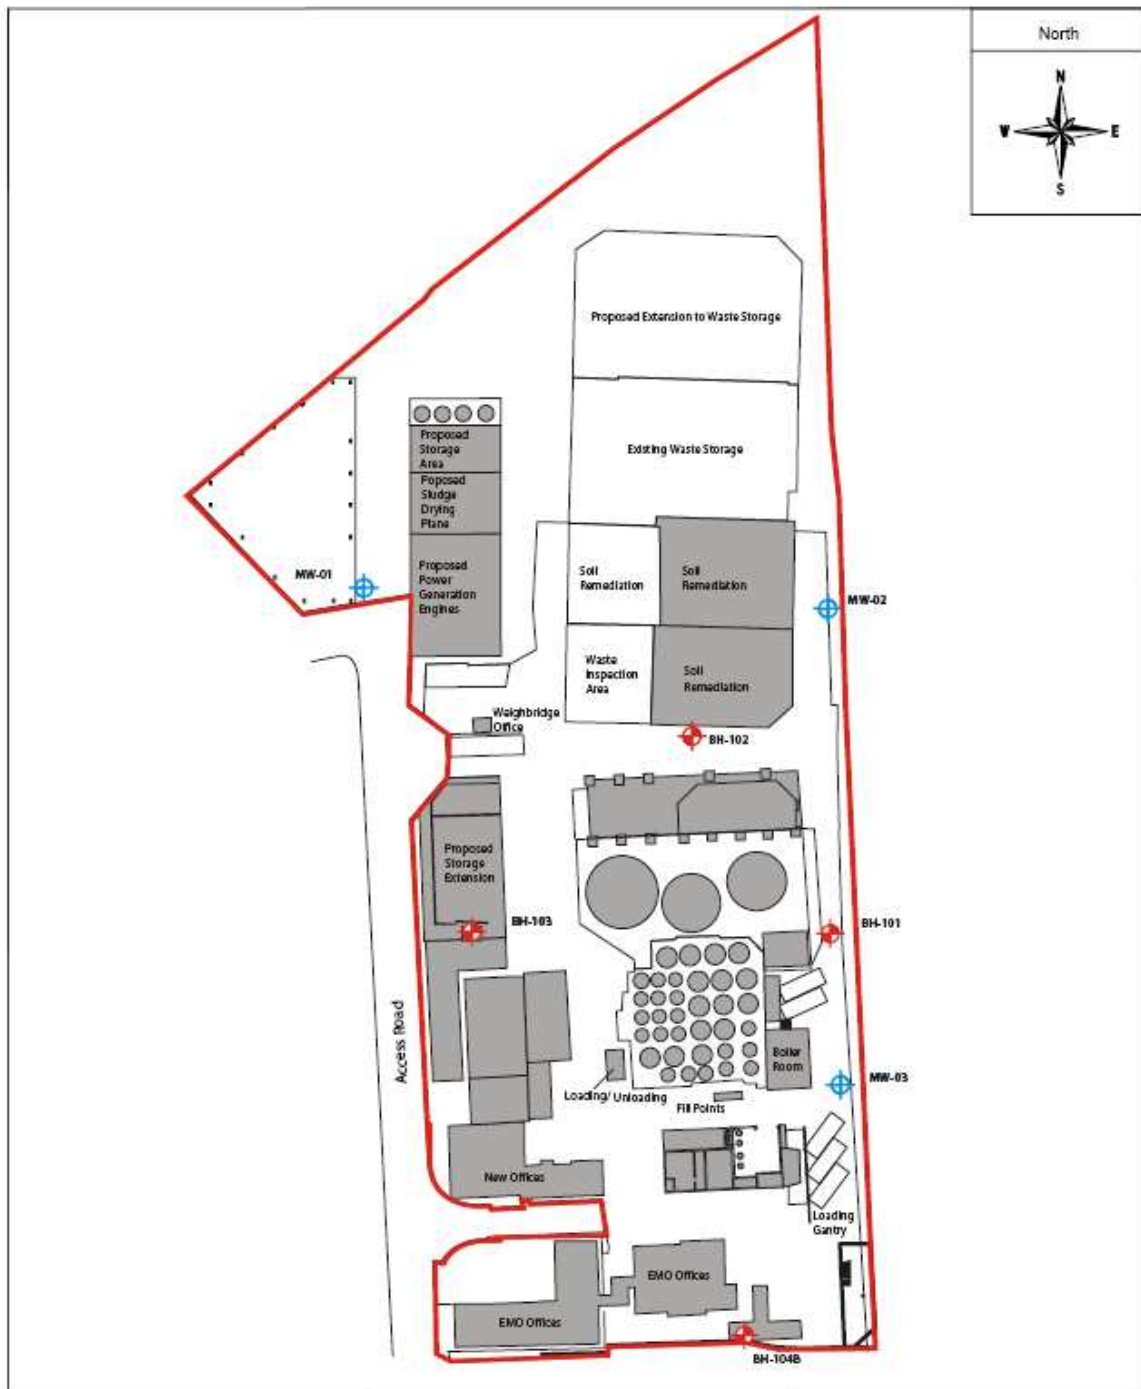 North
N
W E
S
Proposed Extension to Waste Storage
Existing Waste Storage
Proposed
Storage
Area
Poposed
Sludge
Drying
Plane
Proposed
Power
Generation
Engines
MW-01
Soil
Remediation
Soil
Remediation
MW-02
Waste
Inspection
Area
Soil
Remediation
Weighbridge
Office
BH-102
Proposed
Storage
Extension
BH-103
BH-101
Access Road
Boiler
Room
MW-03
Loading/ Unloading
Fill Points
New Offices
Loading
Gantry
EMO Offices
EMO Offices
BH-104B